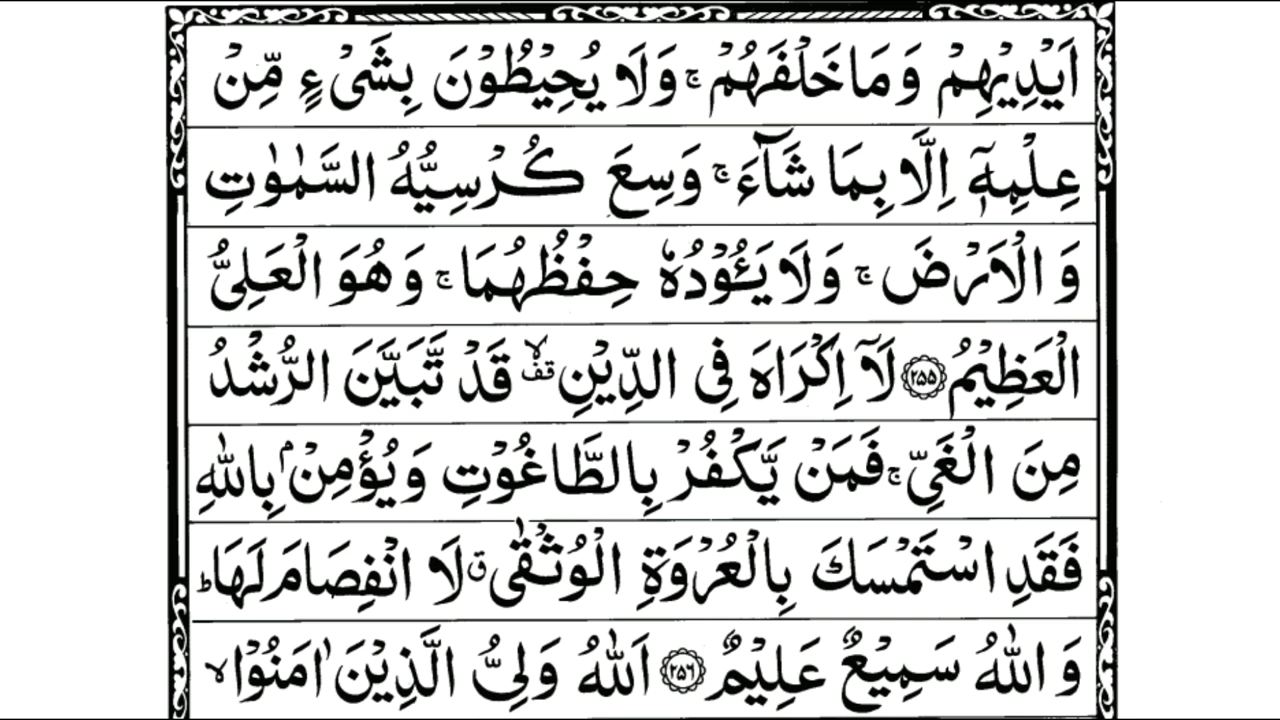 اَيْدِيْهِمْ وَمَا خَلْفَهُمْ ۚ وَلَا يُحِيْطُوْنَ بِشَىْءٍ مِّنْ
عِلْمِهٖۤ اِلَّا بِمَا شَآءَ ۚ وَسِعَ كُرْسِيُّهُ السَّمٰوٰتِ
وَ الْاَرْضَ ۚ وَلَا يَـُٔوْدُهٗ حِفْظُهُمَا ۚ وَ هُوَ الْعَلِىُّ
الْعَظِيْمُ ﴿۲۵۵﴾ لَاۤ اِكْرَاهَ فِى الدِّيْنِ ۙقف قَدْ تَّبَيَّنَ الرُّشْدُ
مِنَ الْغَىِّ ۚ فَمَنْ يَّكْفُرْ بِالطَّاغُوْتِ وَ يُؤْمِنْۢ بِاللّٰهِ
فَقَدِ اسْتَمْسَكَ بِالْعُرْوَةِ الْوُثْقٰى ق لَا انْفِصَامَ لَهَا ؕ
وَ اللّٰهُ سَمِيْعٌ عَلِيْمٌ ﴿۲۵۶﴾ اَللّٰهُ وَلِىُّ الَّذِيْنَ اٰمَنُوْا ۙ